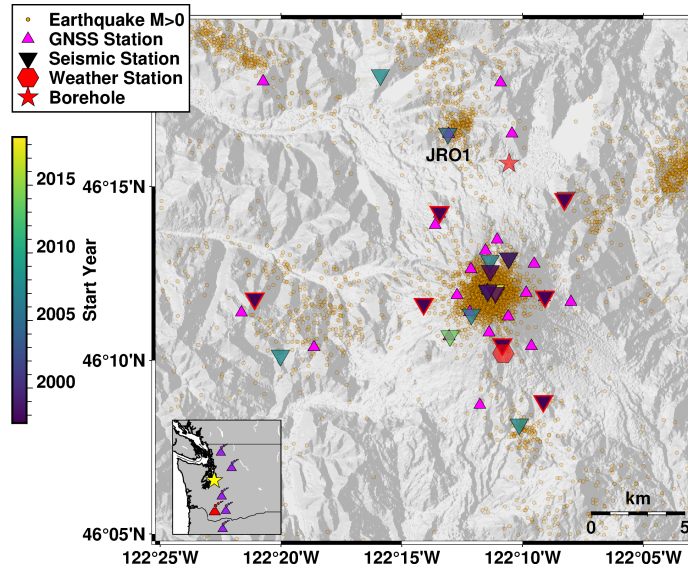 Earthquake M>0
GNSS Station
Seismic Station
Weather Station
Borehole
JRO1
2015
2010
2005
2000
Start Year
46°15'N
46°10'N
46°05'N
km
0 5
122°25'W 122°20'W 122°15'W 122°10'W 122°05'W